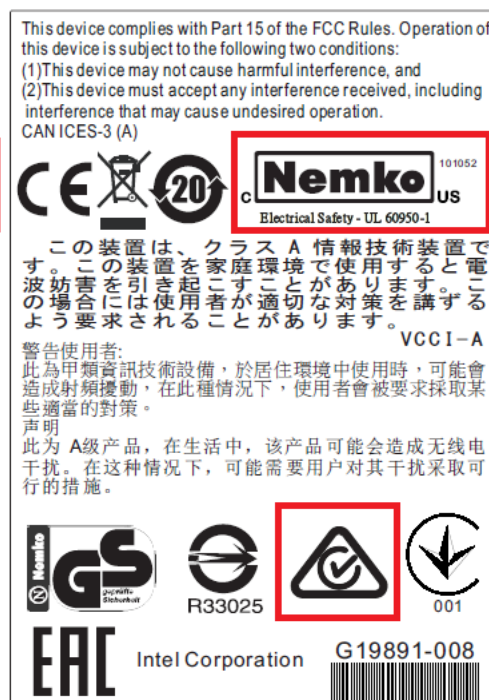 This device complies with Part 15 of the FCC Rules. Operation of
this device is subject to the following two conditions:
(1)This device may not cause harmful interference, and
(2)This device must accept any interference received, including
interference that may cause undesired operation.
CAN ICES-3 (A)
CE
20
c Nemko US
101052
Electrical Safety - UL 60950-1
この装置は、クラス A 情報技術装置で
す。この装置を家庭環境で使用すると電
波妨害を引き起こすことがあります。こ
の場合には使用者が適切な対策を講ずる
よう要求されることがあります。
VCCI-A
警告使用者:
此為甲類資訊技術設備，於居住環境中使用時，可能會
造成射頻擾動，在此種情況下，使用者會被要求採取某
些適當的對策。
声明
此为 A级产品，在生活中，该产品可能会造成无线电
干扰。在这种情况下，可能需要用户对其干扰采取可
行的措施。
N Nemko
GS
geprüfte
Sicherheit
R33025
001
EAC
Intel Corporation
G19891-008